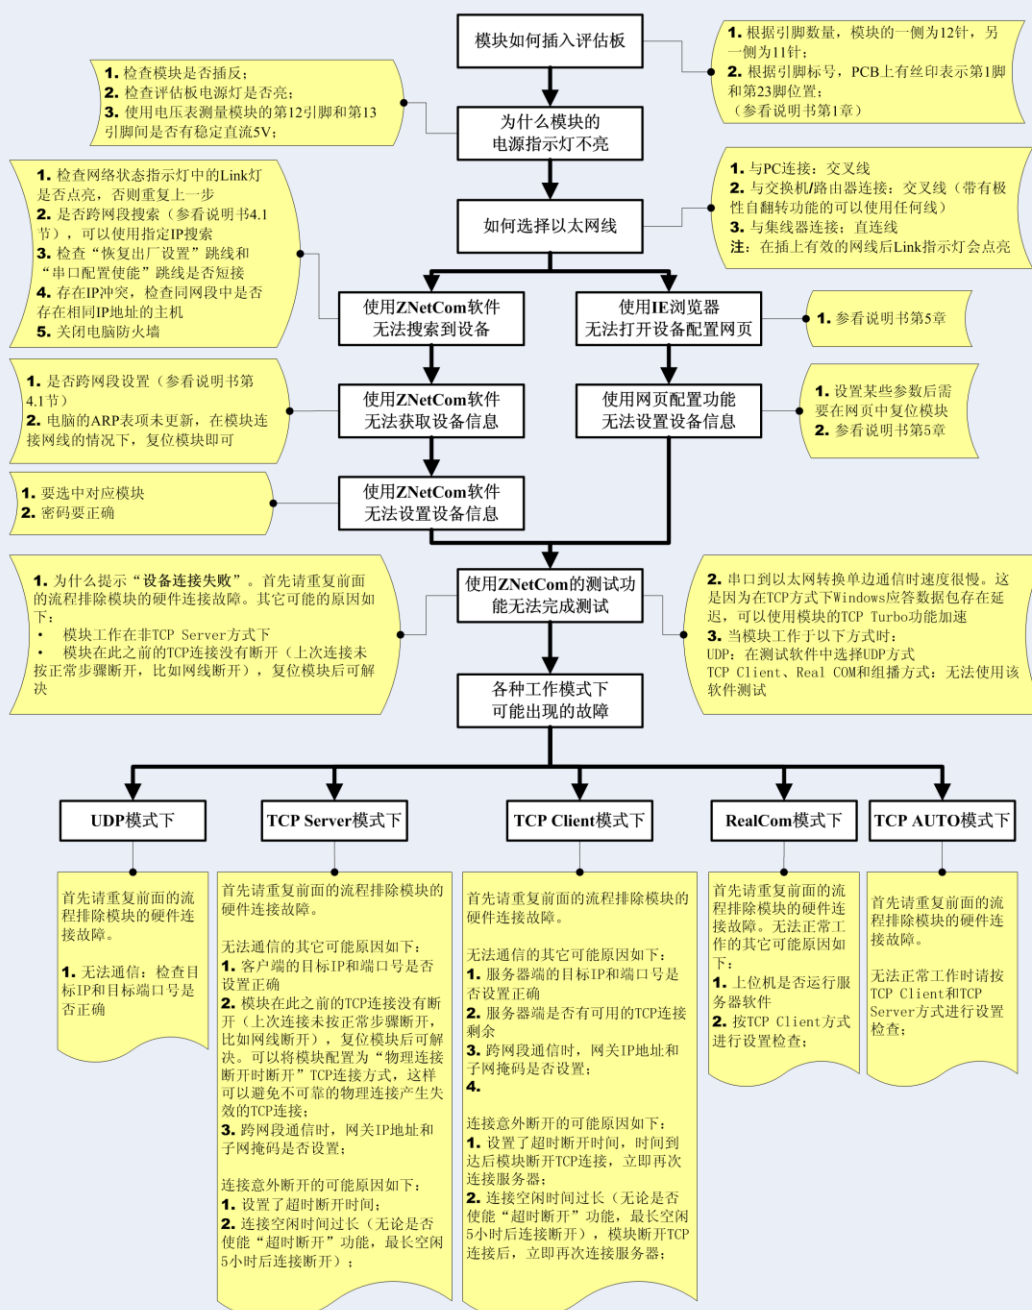 模块如何插入评估板
1. 根据引脚数量，模块的一侧为12针，另
一侧为11针；
2. 根据引脚标号，PCB上有丝印表示第1脚
和第23脚位置；
（参看说明书第1章）
1. 检查模块是否插反；
2. 检查评估板电源灯是否亮；
3. 使用电压表测量模块的第12引脚和第13
引脚间是否有稳定直流5V；
为什么模块的
电源指示灯不亮
1. 与PC连接：交叉线
2. 与交换机/路由器连接：交叉线（带有极
性自翻转功能的可以使用任何线）
3. 与集线器连接；直连线
注：在插上有效的网线后Link指示灯会点亮
如何选择以太网线
1. 检查网络状态指示灯中的Link灯
是否点亮，否则重复上一步
2. 是否跨网段搜索（参看说明书4.1
节），可以使用指定IP搜索
3. 检查“恢复出厂设置”跳线和
“串口配置使能”跳线是否短接
4. 存在IP冲突，检查同网段中是否
存在相同IP地址的主机
5. 关闭电脑防火墙
使用ZNetCom软件
无法搜索到设备
使用IE浏览器
无法打开设备配置网页
1. 参看说明书第5章
1. 是否跨网段设置（参看说明书第
4.1节）
2. 电脑的ARP表项未更新，在模块连
接网线的情况下，复位模块即可
使用ZNetCom软件
无法获取设备信息
使用网页配置功能
无法设置设备信息
1. 设置某些参数后需
要在网页中复位模块
2. 参看说明书第5章
1. 要选中对应模块
2. 密码要正确
使用ZNetCom软件
无法设置设备信息
1. 为什么提示“设备连接失败”。首先请重复前面
的流程排除模块的硬件连接故障。其它可能的原因如
下：
• 模块工作在非TCP Server方式下
• 模块在此之前的TCP连接没有断开（上次连接未
按正常步骤断开，比如网线断开），复位模块后可解
决
使用ZNetCom的测试功
能无法完成测试
2. 串口到以太网转换单边通信时速度很慢。这
是因为在TCP方式下Windows应答数据包存在延
迟，可以使用模块的TCP Turbo功能加速
3. 当模块工作于以下方式时：
UDP：在测试软件中选择UDP方式
TCP Client、Real COM和组播方式：无法使用该
软件测试
各种工作模式下
可能出现的故障
UDP模式下
TCP Server模式下
TCP Client模式下
RealCom模式下
TCP AUTO模式下
首先请重复前面的流
程排除模块的硬件连
接故障。
1. 无法通信：检查目
标IP和目标端口号是
否正确
首先请重复前面的流程排除模块的
硬件连接故障。
无法通信的其它可能原因如下：
1. 客户端的目标IP和端口号是否
设置正确
2. 模块在此之前的TCP连接没有断
开（上次连接未按正常步骤断开，
比如网线断开），复位模块后可解
决。可以将模块配置为“物理连接
断开时断开”TCP连接方式，这样
可以避免不可靠的物理连接产生失
效的TCP连接；
3. 跨网段通信时，网关IP地址和
子网掩码是否设置；
连接意外断开的可能原因如下：
1. 设置了超时断开时间；
2. 连接空闲时间过长（无论是否
使能“超时断开”功能，最长空闲
5小时后连接断开）；
首先请重复前面的流程排除模块的
硬件连接故障。
无法通信的其它可能原因如下：
1. 服务器端的目标IP和端口号是
否设置正确
2. 服务器端是否有可用的TCP连接
剩余
3. 跨网段通信时，网关IP地址和
子网掩码是否设置；
4.
连接意外断开的可能原因如下：
1. 设置了超时断开时间，时间到
达后模块断开TCP连接，立即再次
连接服务器；
2. 连接空闲时间过长（无论是否
使能“超时断开”功能，最长空闲
5小时后连接断开），模块断开TCP
连接后，立即再次连接服务器；
首先请重复前面的流
程排除模块的硬件连
接故障。无法正常工
作的其它可能原因如
下：
1. 上位机是否运行服
务器软件
2. 按TCP Client方式
进行设置检查；
首先请重复前面的流
程排除模块的硬件连
接故障。
无法正常工作时请按
TCP Client和TCP
Server方式进行设置
检查；